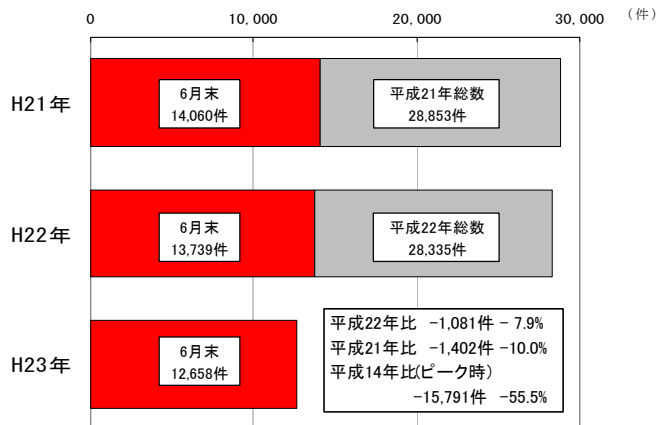 0 10,000 20,000 30,000 （件）
H21年
6月末
14,060件
平成21年総数
28,853件
H22年
6月末
13,739件
平成22年総数
28,335件
H23年
6月末
12,658件
平成22年比 -1,081件 - 7.9%
平成21年比 -1,402件 -10.0%
平成14年比(ピーク時)
-15,791件 -55.5%